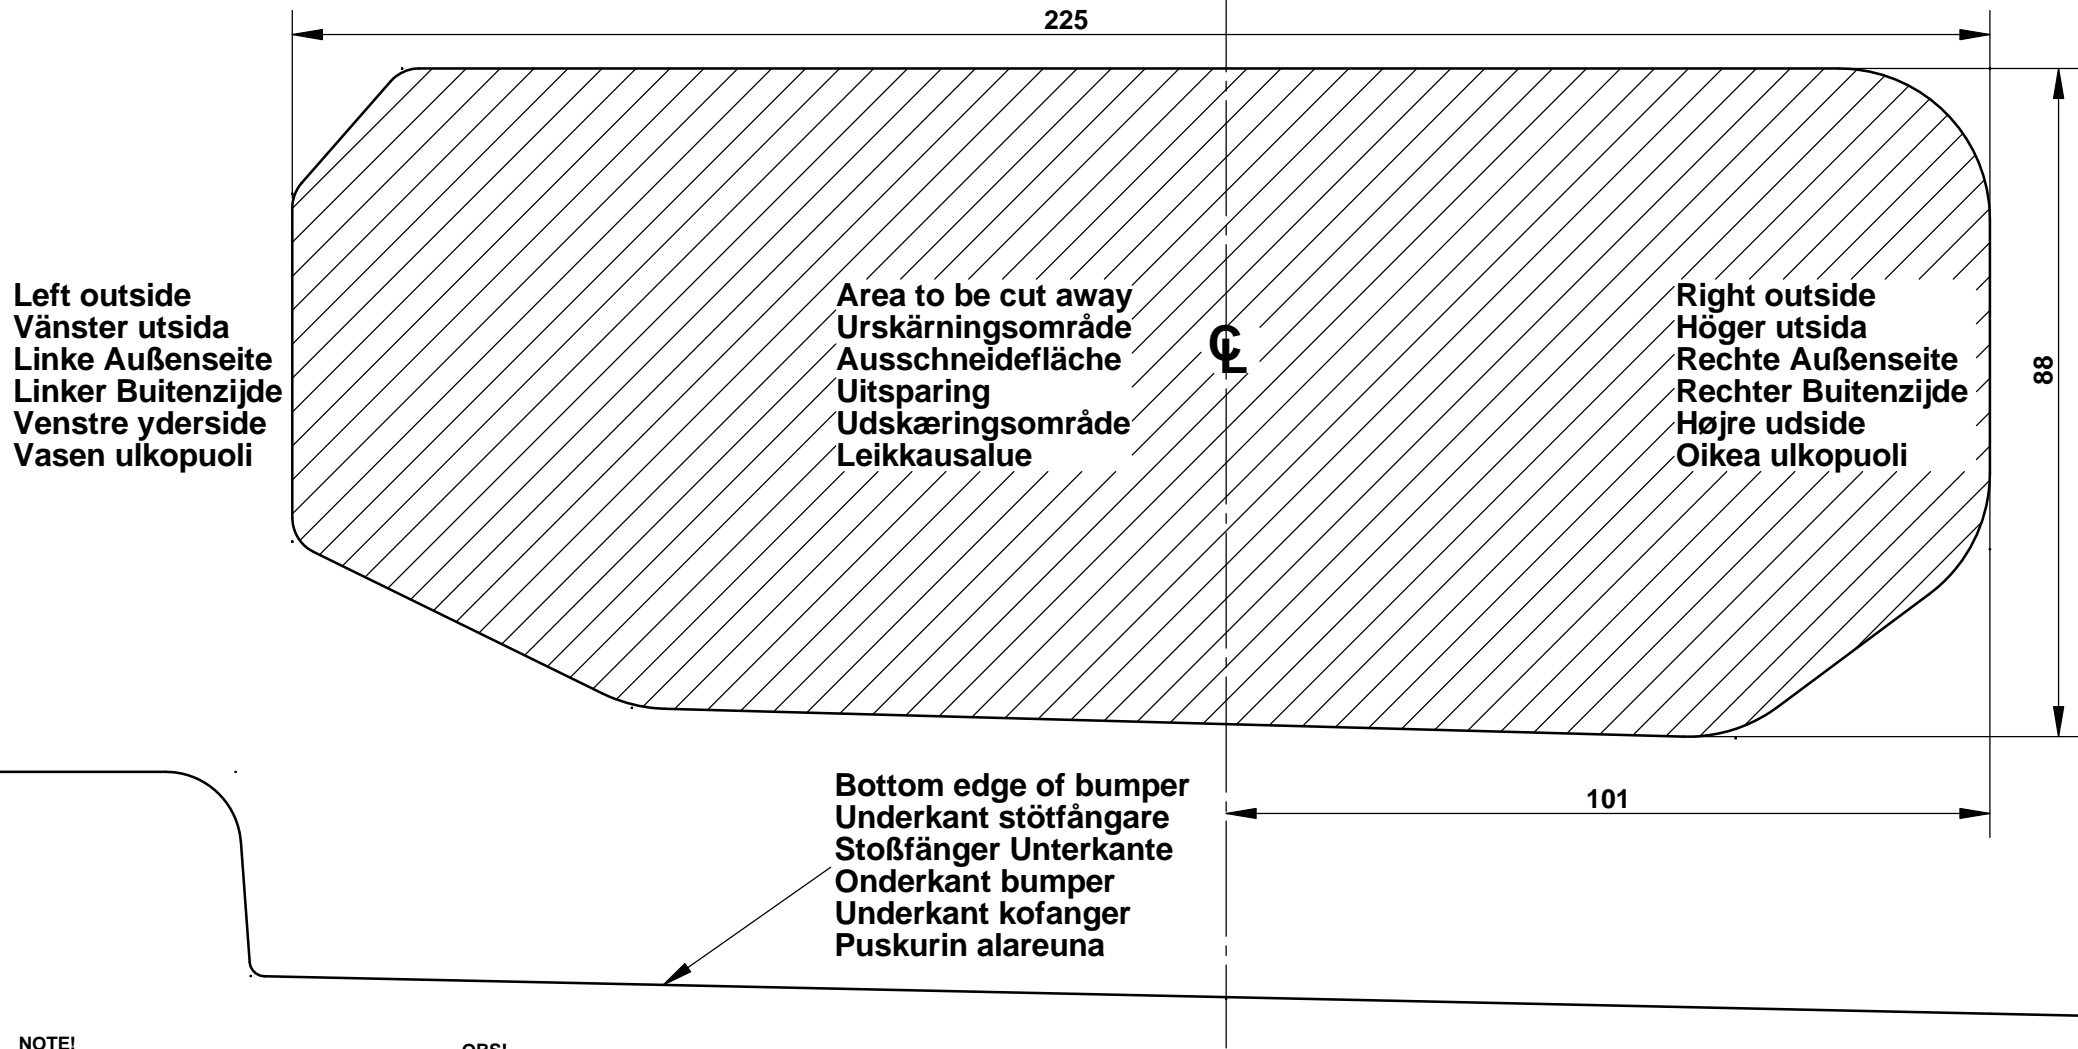 225
Left outside
Vänster utsida
Linke Außenseite
Linker Buitenzijde
Venstre yderside
Vasen ulkopuoli
Area to be cut away
Urskärningsområde
Ausschneidefläche
Uitsparing
Udskæringsområde
Leikkausalue
℄
Right outside
Höger utsida
Rechte Außenseite
Rechter Buitenzijde
Højre udside
Oikea ulkopuoli
88
Bottom edge of bumper
Underkant stötfångare
Stoßfänger Unterkante
Onderkant bumper
Underkant kofanger
Puskurin alareuna
101
NOTE!
OBS!